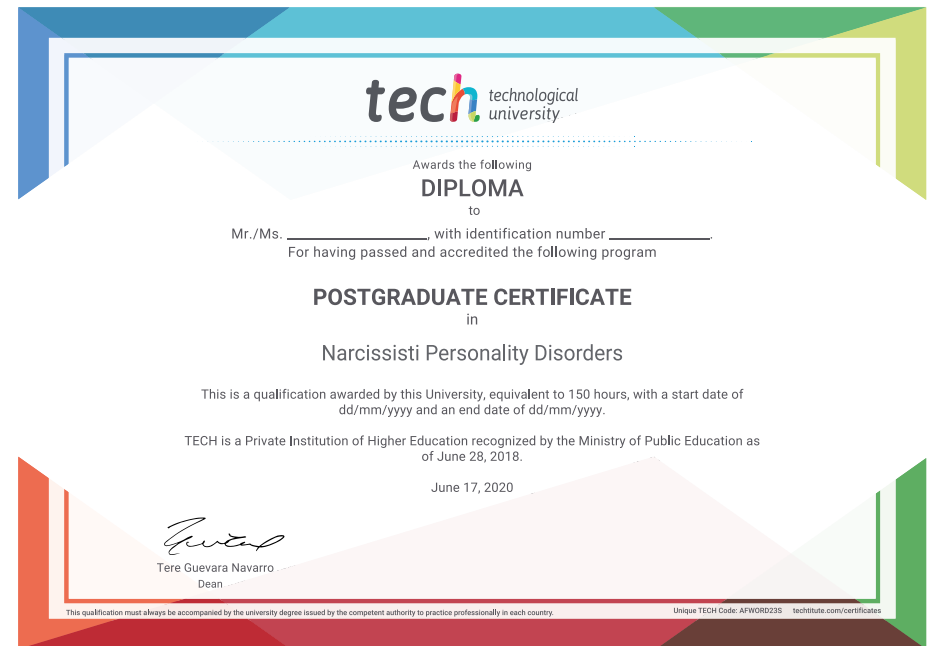 tech technological
university
Awards the following
DIPLOMA
to
Mr./Ms. ____________________, with identification number ______________.
For having passed and accredited the following program
POSTGRADUATE CERTIFICATE
in
Narcissisti Personality Disorders
This is a qualification awarded by this University, equivalent to 150 hours, with a start date of
dd/mm/yyyy and an end date of dd/mm/yyyy.
TECH is a Private Institution of Higher Education recognized by the Ministry of Public Education as
of June 28, 2018.
June 17, 2020
Tere Guevara Navarro
Dean
This qualification must always be accompanied by the university degree issued by the competent authority to practice professionally in each country.
Unique TECH Code: AFWORD23S techtitute.com/certificates